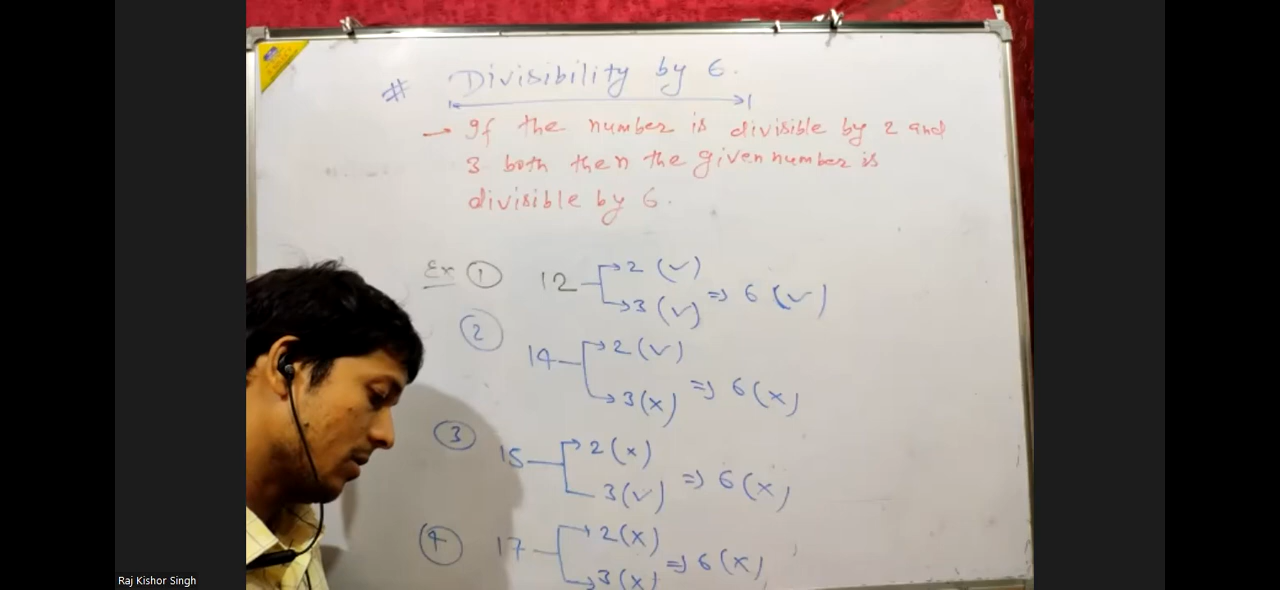 # Divisibility by 6.
→ If the number is divisible by 2 and
3 both then the given number is
divisible by 6.
Ex ① 12 → 2 (✓)
→ 3 (✓) ⇒ 6 (✓)
② 14 → 2 (✓)
→ 3 (x) ⇒ 6 (x)
③ 15 → 2 (x)
3 (✓) ⇒ 6 (x)
④ 17 → 2 (x)
→ 3 (x) ⇒ 6 (x)
Raj Kishor Singh